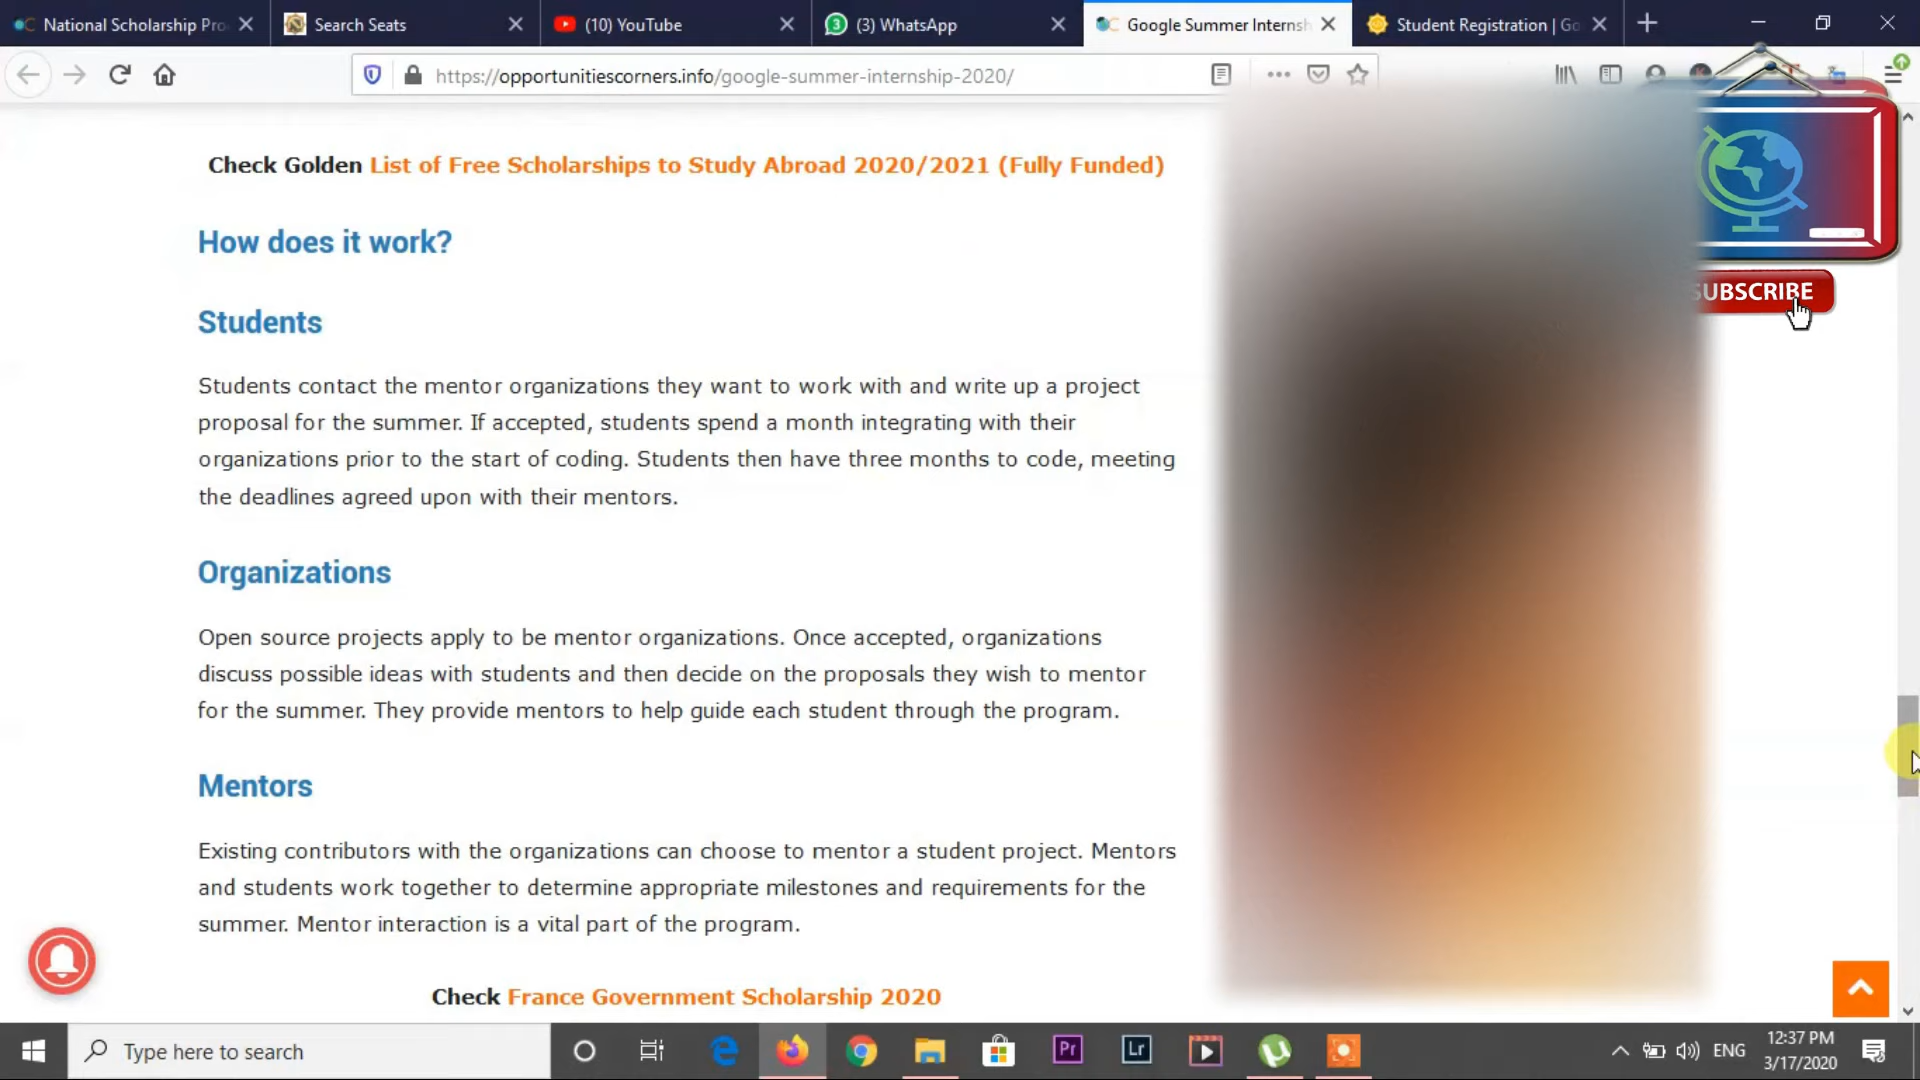 National Scholarship Pro
Search Seats
(10) YouTube
3 (3) WhatsApp
Google Summer Internsh
Student Registration | Go
https://opportunitiescorners.info/google-summer-internship-2020/
Check Golden List of Free Scholarships to Study Abroad 2020/2021 (Fully Funded)
SUBSCRIBE
How does it work?
Students
Students contact the mentor organizations they want to work with and write up a project
proposal for the summer. If accepted, students spend a month integrating with their
organizations prior to the start of coding. Students then have three months to code, meeting
the deadlines agreed upon with their mentors.
Organizations
Open source projects apply to be mentor organizations. Once accepted, organizations
discuss possible ideas with students and then decide on the proposals they wish to mentor
for the summer. They provide mentors to help guide each student through the program.
Mentors
Existing contributors with the organizations can choose to mentor a student project. Mentors
and students work together to determine appropriate milestones and requirements for the
summer. Mentor interaction is a vital part of the program.
Check France Government Scholarship 2020
Type here to search
Pr
Lr
ENG
12:37 PM
3/17/2020